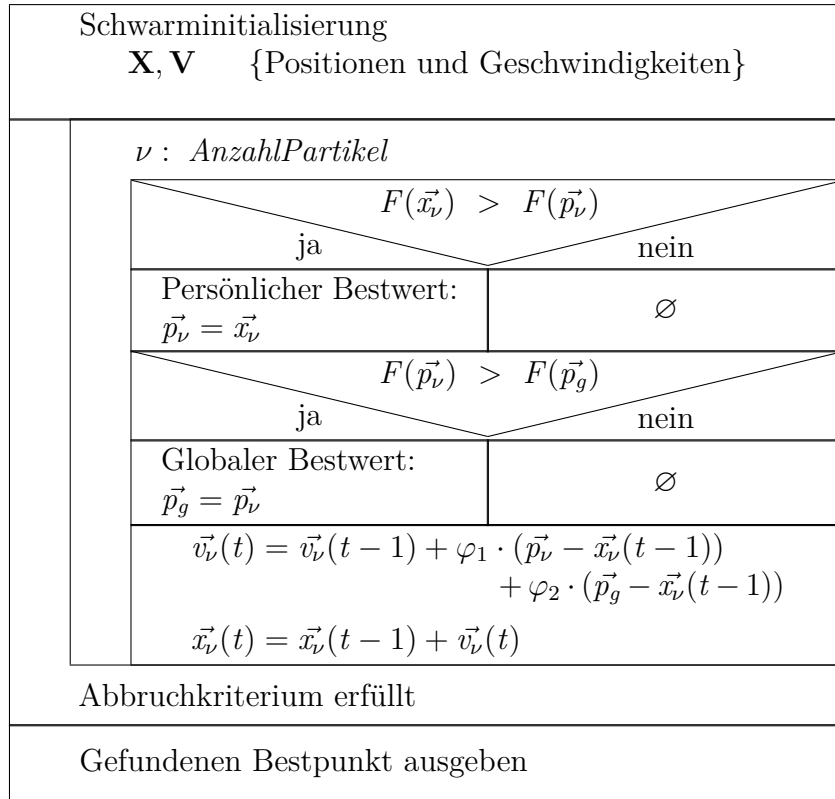 Schwarminitialisierung
X, V {Positionen und Geschwindigkeiten}
ν : AnzahlPartikel
F(x⃗ν) > F(p⃗ν)
ja nein
Persönlicher Bestwert:
p⃗ν = x⃗ν ∅
F(p⃗ν) > F(p⃗g)
ja nein
Globaler Bestwert:
p⃗g = p⃗ν ∅
v⃗ν(t) = v⃗ν(t − 1) + φ₁ · (p⃗ν − x⃗ν(t − 1))
+ φ₂ · (p⃗g − x⃗ν(t − 1))
x⃗ν(t) = x⃗ν(t − 1) + v⃗ν(t)
Abbruchkriterium erfüllt
Gefundenen Bestpunkt ausgeben